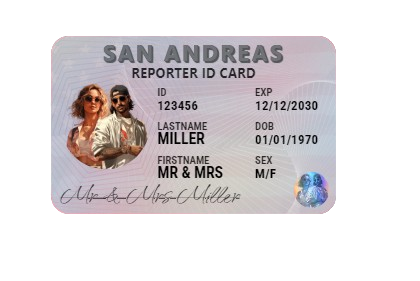 SAN ANDREAS
REPORTER ID CARD
ID
123456
EXP
12/12/2030
LASTNAME
MILLER
DOB
01/01/1970
FIRSTNAME
MR & MRS
SEX
M/F
Mr & Mrs Miller